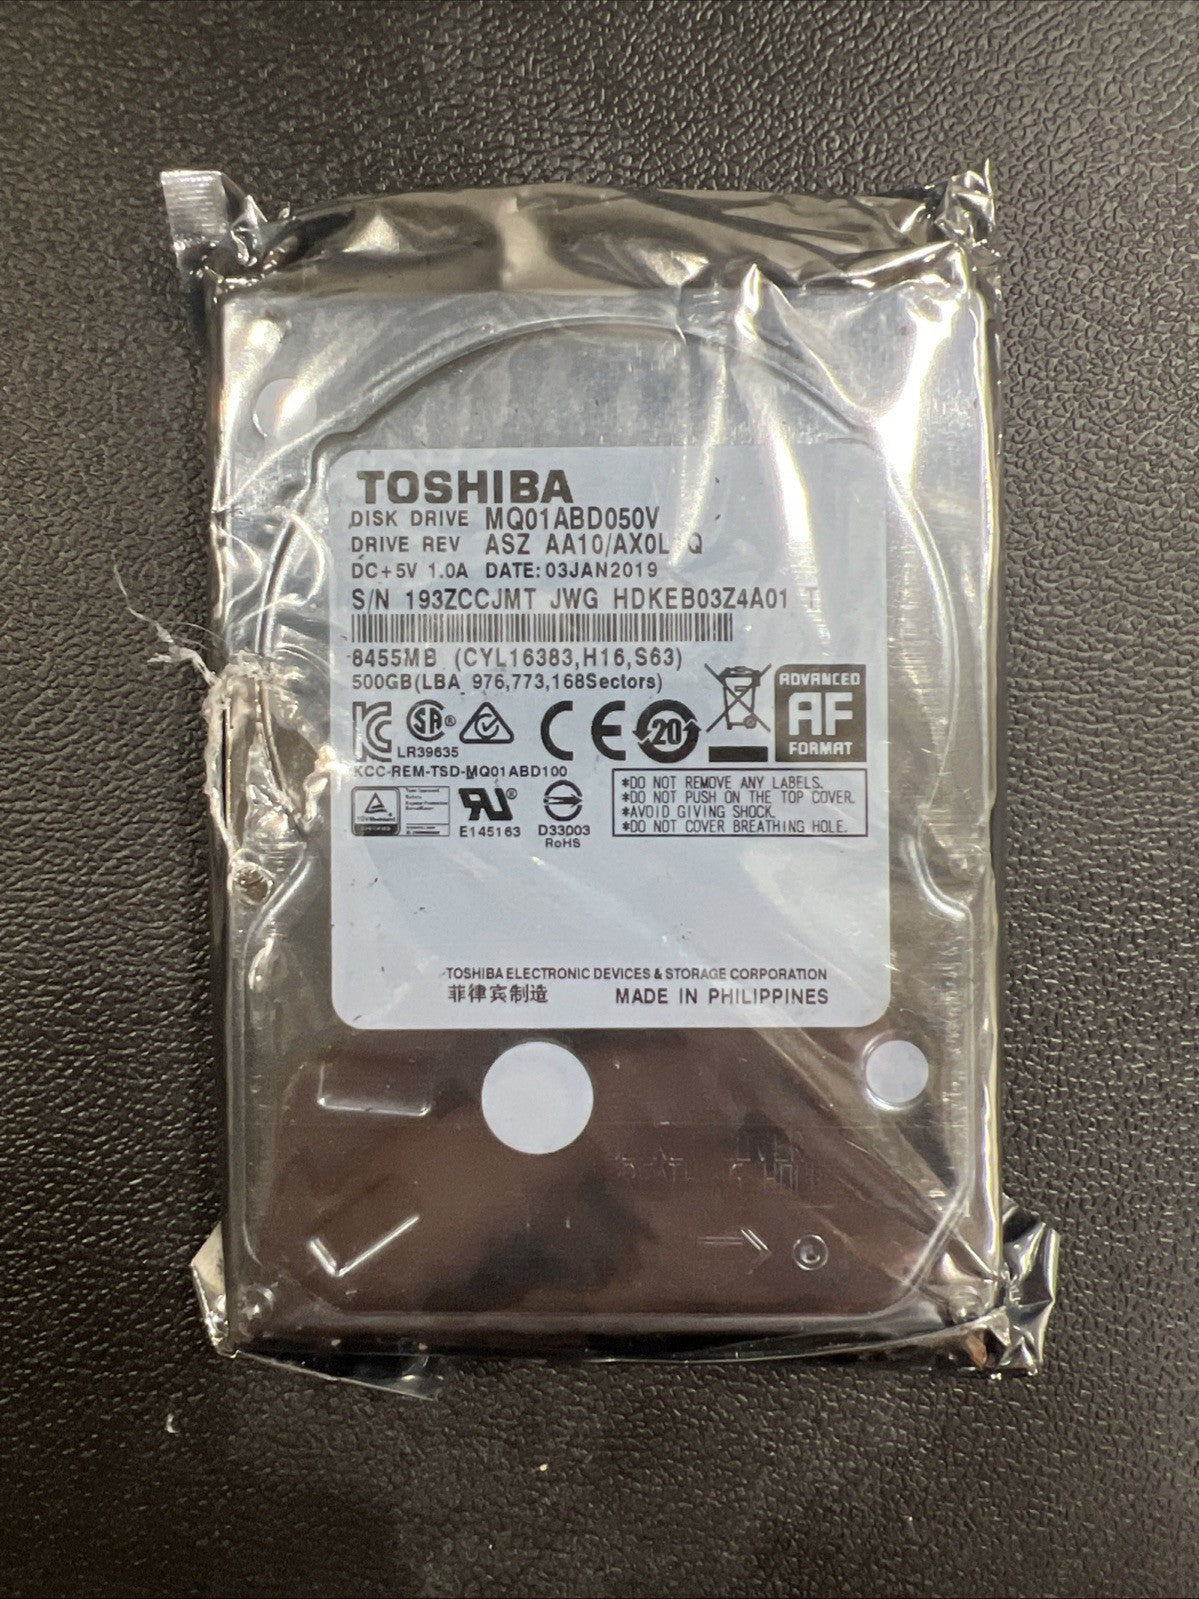 TOSHIBA
DISK DRIVE MQ01ABD050V
DRIVE REV ASZ AA10/AX0L Q
DC+5V 1.0A DATE:03JAN2019
S/N 193ZCCJMT JWG HDKEB03Z4A01 T
8455MB (CYL16383,H16,S63)
500GB(LBA 976,773,168Sectors)
SA® 20 ADVANCED
AF
FORMAT
LR39635
KCC-REM-TSD-MQ01ABD100
*DO NOT REMOVE ANY LABELS.
*DO NOT PUSH ON THE TOP COVER.
*AVOID GIVING SHOCK.
*DO NOT COVER BREATHING HOLE.
E145163 D33003
RoHS
TOSHIBA ELECTRONIC DEVICES & STORAGE CORPORATION
菲律宾制造 MADE IN PHILIPPINES